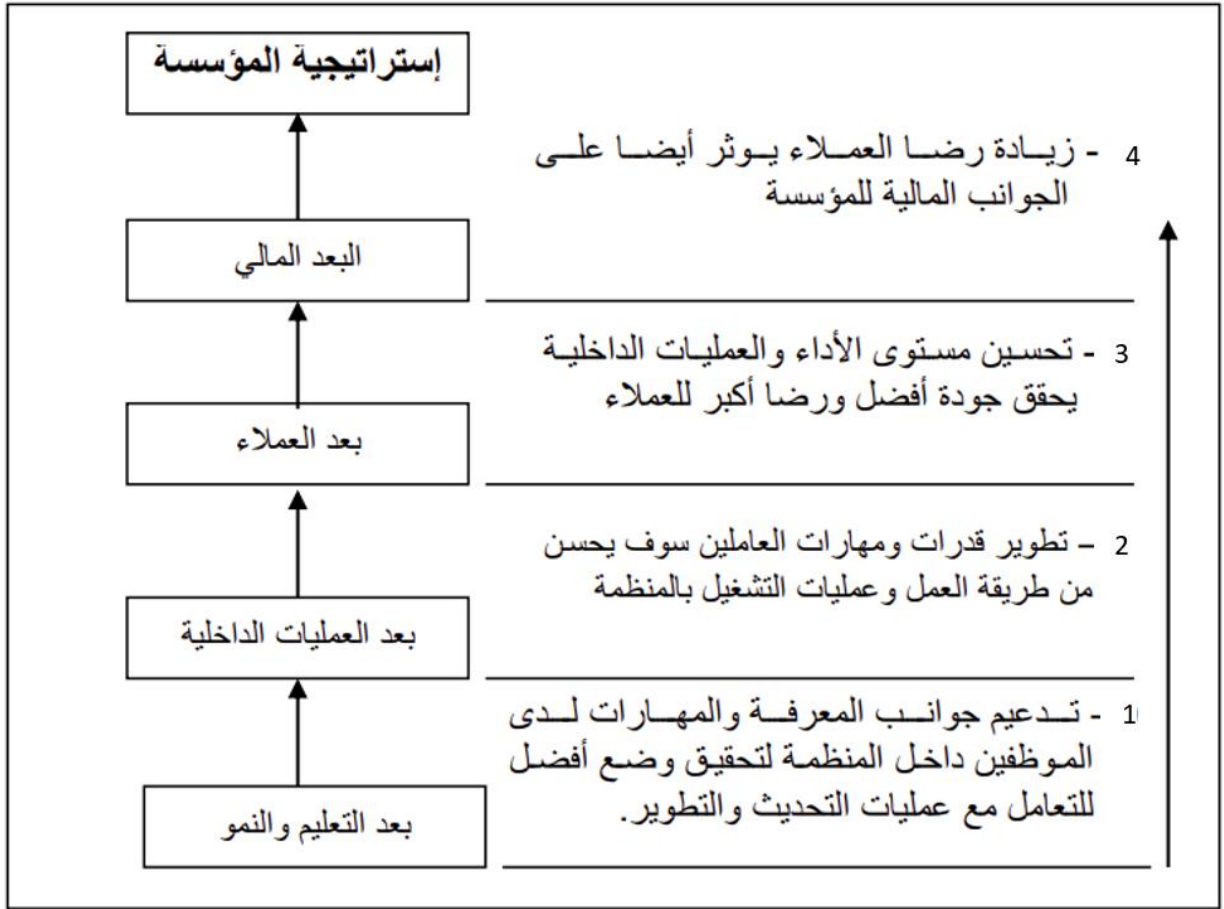 إستراتيجية المؤسسة
4 - زيادة رضا العملاء يوثر أيضا على
الجوانب المالية للمؤسسة
البعد المالي
3 - تحسين مستوى الأداء والعمليات الداخلية
يحقق جودة أفضل ورضا أكبر للعملاء
بعد العملاء
2 – تطوير قدرات ومهارات العاملين سوف يحسن
من طريقة العمل وعمليات التشغيل بالمنظمة
بعد العمليات الداخلية
1 - تدعيم جوانب المعرفة والمهارات لدى
الموظفين داخل المنظمة لتحقيق وضع أفضل
للتعامل مع عمليات التحديث والتطوير.
بعد التعليم والنمو